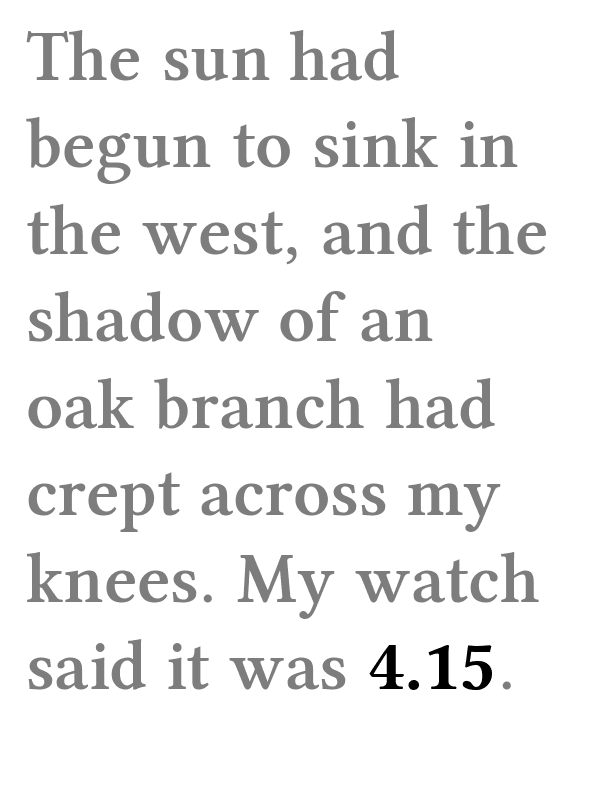 The sun had
begun to sink in
the west, and the
shadow of an
oak branch had
crept across my
knees. My watch
said it was 4.15.